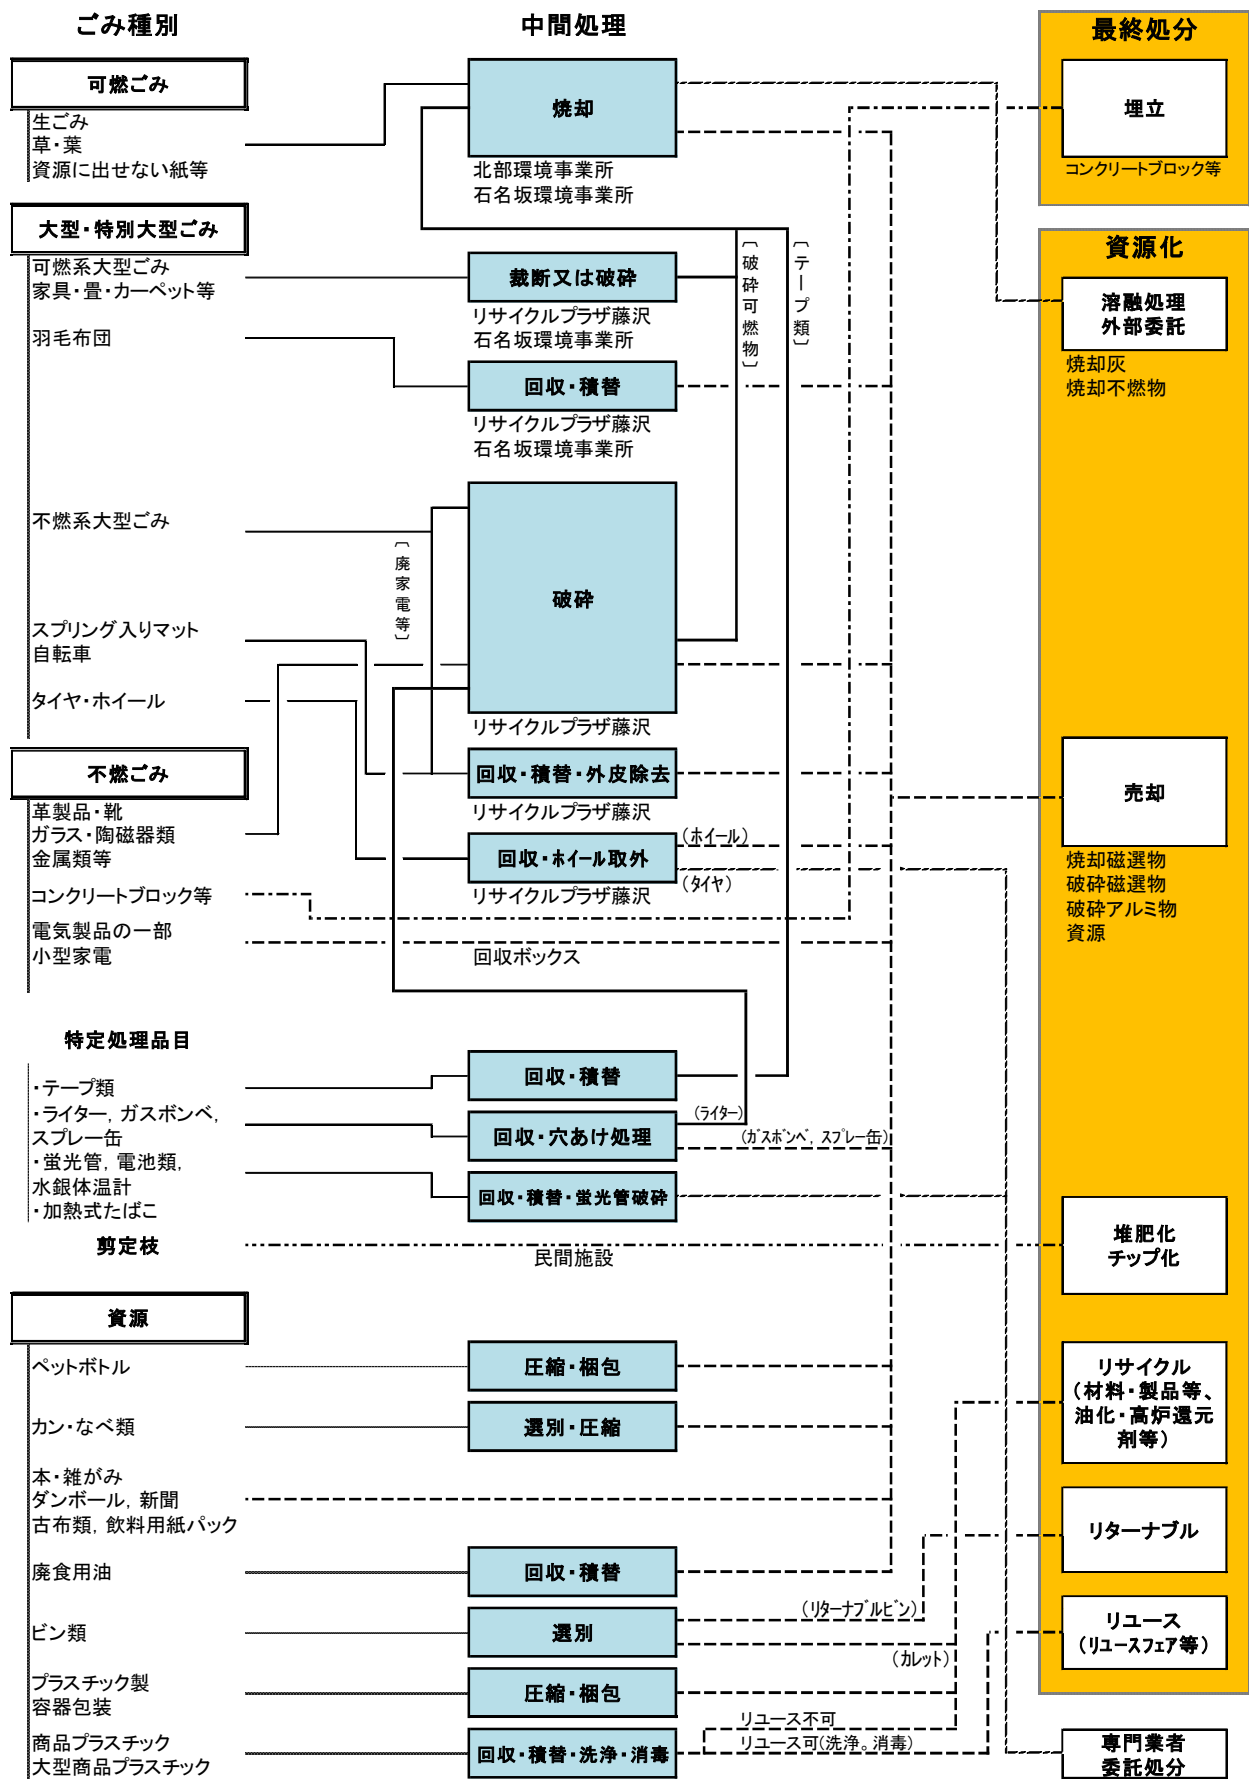 ごみ種別
中間処理
最終処分
可燃ごみ
生ごみ
草・葉
資源に出せない紙等
焼却
北部環境事業所
石名坂環境事業所
埋立
コンクリートブロック等
大型・特別大型ごみ
可燃系大型ごみ
家具・畳・カーペット等
羽毛布団
不燃系大型ごみ
スプリング入りマット
自転車
タイヤ・ホイール
裁断又は破砕
リサイクルプラザ藤沢
石名坂環境事業所
回収・積替
リサイクルプラザ藤沢
石名坂環境事業所
〔廃家電等〕
破砕
リサイクルプラザ藤沢
〔破砕可燃物〕
〔テープ類〕
資源化
溶融処理
外部委託
焼却灰
焼却不燃物
不燃ごみ
革製品・靴
ガラス・陶磁器類
金属類等
コンクリートブロック等
電気製品の一部
小型家電
回収・積替・外皮除去
リサイクルプラザ藤沢
回収・ホイール取外
リサイクルプラザ藤沢
(ホイール)
(タイヤ)
回収ボックス
売却
焼却磁選物
破砕磁選物
破砕アルミ物
資源
特定処理品目
・テープ類
・ライター, ガスボンベ,
スプレー缶
・蛍光管, 電池類,
水銀体温計
・加熱式たばこ
回収・積替
回収・穴あけ処理
(ライター)
(ガスボンベ, スプレー缶)
回収・積替・蛍光管破砕
剪定枝
民間施設
堆肥化
チップ化
資源
ペットボトル
カン・なべ類
本・雑がみ
ダンボール, 新聞
古布類, 飲料用紙パック
廃食用油
ビン類
プラスチック製
容器包装
商品プラスチック
大型商品プラスチック
圧縮・梱包
選別・圧縮
回収・積替
選別
(リターナブルビン)
(カレット)
圧縮・梱包
回収・積替・洗浄・消毒
リユース不可
リユース可(洗浄。消毒)
リサイクル
(材料・製品等、
油化・高炉還元
剤等)
リターナブル
リユース
(リユースフェア等)
専門業者
委託処分